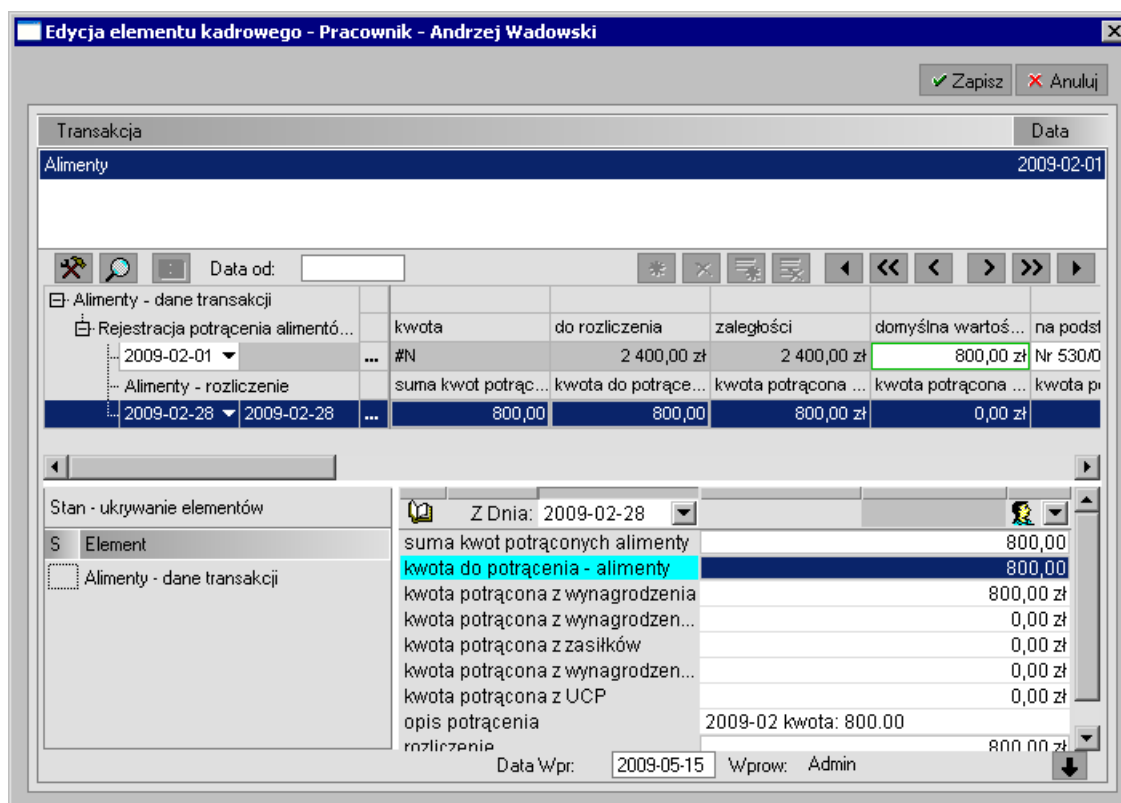 Edycja elementu kadrowego - Pracownik - Andrzej Wadowski
Zapisz Anuluj
Transakcja Data
Alimenty 2009-02-01
Data od:
Alimenty - dane transakcji
Rejestracja potrącenia alimentó... kwota do rozliczenia zaległości domyślna wartoś... na podst
2009-02-01 ... #N 2 400,00 zł 2 400,00 zł 800,00 zł Nr 530/0
Alimenty - rozliczenie suma kwot potrąc... kwota do potrące... kwota potrącona ... kwota potrącona ... kwota po
2009-02-28 2009-02-28 ... 800,00 800,00 800,00 zł 0,00 zł
Stan - ukrywanie elementów
S Element
Alimenty - dane transakcji
Z Dnia: 2009-02-28
suma kwot potrąconych alimenty 800,00
kwota do potrącenia - alimenty 800,00
kwota potrącona z wynagrodzenia 800,00 zł
kwota potrącona z wynagrodzen... 0,00 zł
kwota potrącona z zasiłków 0,00 zł
kwota potrącona z wynagrodzen... 0,00 zł
kwota potrącona z UCP 0,00 zł
opis potrącenia 2009-02 kwota: 800.00
rozliczenie 800,00 zł
Data Wpr: 2009-05-15 Wprow: Admin